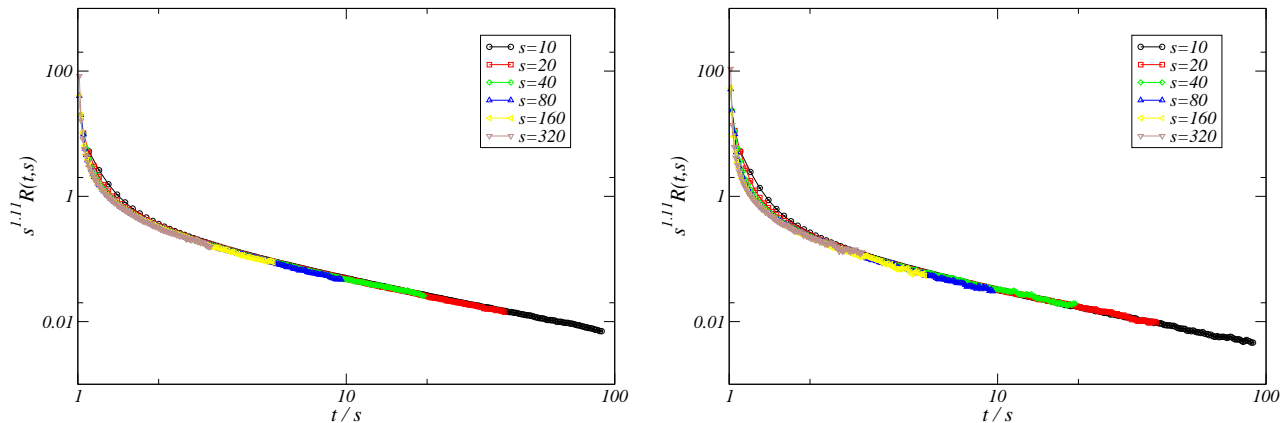 s=10
s=20
s=40
s=80
s=160
s=320
100
1
0.01
s^1.11 R(t,s)
1
10
100
t / s
s=10
s=20
s=40
s=80
s=160
s=320
100
1
0.01
s^1.11 R(t,s)
1
10
100
t / s